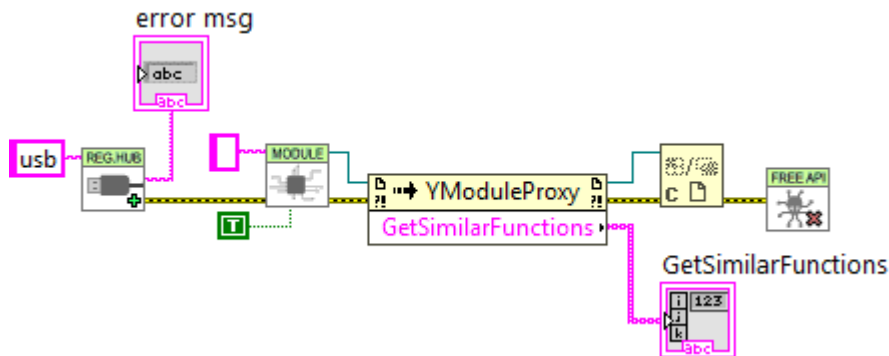 error msg
abc
abc
usb
REG.HUB
MODULE
T
YModuleProxy
GetSimilarFunctions
C
FREE API
GetSimilarFunctions
i
j
k
123
abc